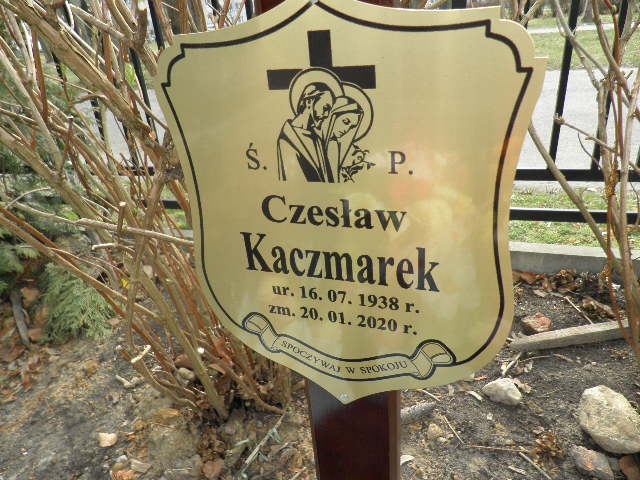 Ś. P.
Czesław
Kaczmarek
ur. 16. 07. 1938 r.
zm. 20. 01. 2020 r.
SPOCZYWAJ W SPOKOJU